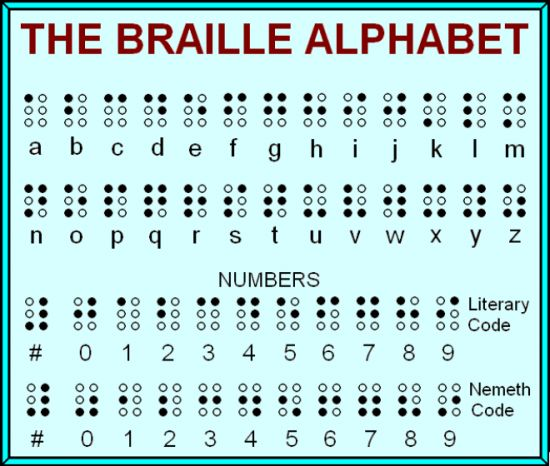 THE BRAILLE ALPHABET
a b c d e f g h i j k l m
n o p q r s t u v w x y z
NUMBERS
Literary
Code
# 0 1 2 3 4 5 6 7 8 9
Nemeth
Code
# 0 1 2 3 4 5 6 7 8 9